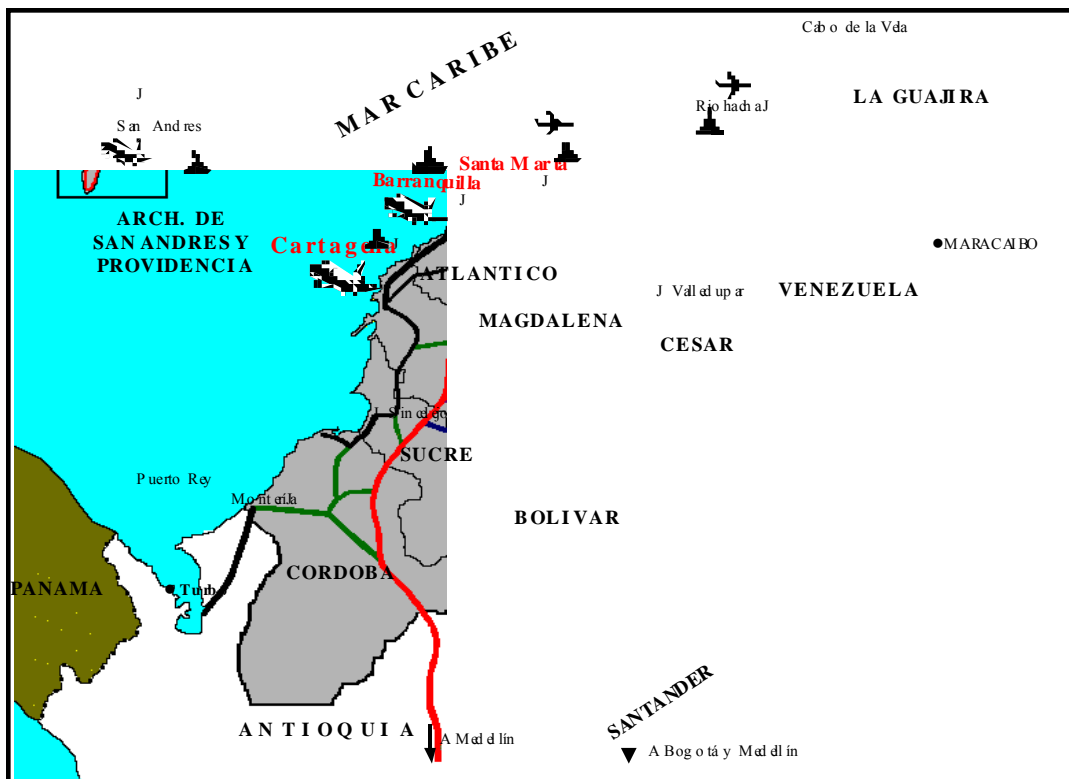 Cabo de la Vela
MAR CARIBE
LA GUAJIRA
J
Riohacha J
San Andres
Santa Marta
J
Barranquilla
J
ARCH. DE
SAN ANDRES Y
PROVIDENCIA
Cartagena
J
MARACAIBO
ATLANTICO
J Valledupar
VENEZUELA
MAGDALENA
CESAR
J Sincelejo
SUCRE
Puerto Rey
Montería
BOLIVAR
CORDOBA
PANAMA
Turb
SANTANDER
ANTIOQUIA
A Medellín
A Bogotá y Medellín